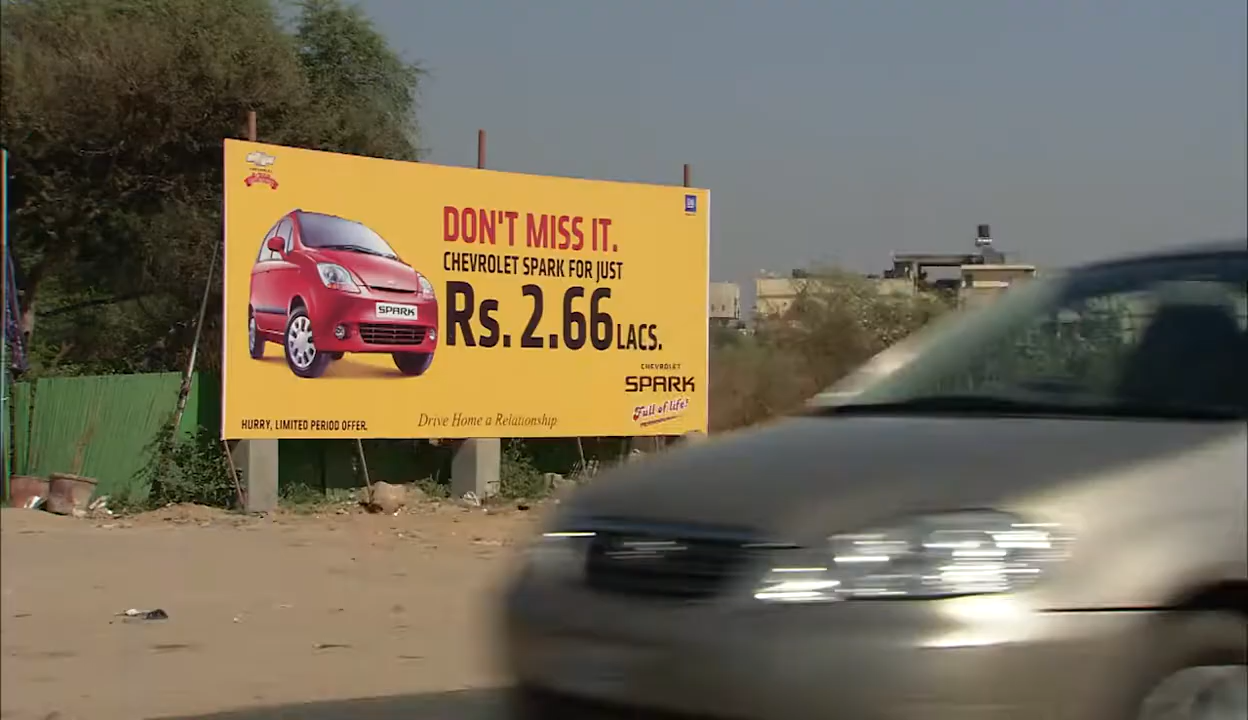 DON'T MISS IT.
CHEVROLET SPARK FOR JUST
Rs. 2.66 LACS.
SPARK
CHEVROLET
SPARK
Full of life!
HURRY, LIMITED PERIOD OFFER.
Drive Home a Relationship
GM